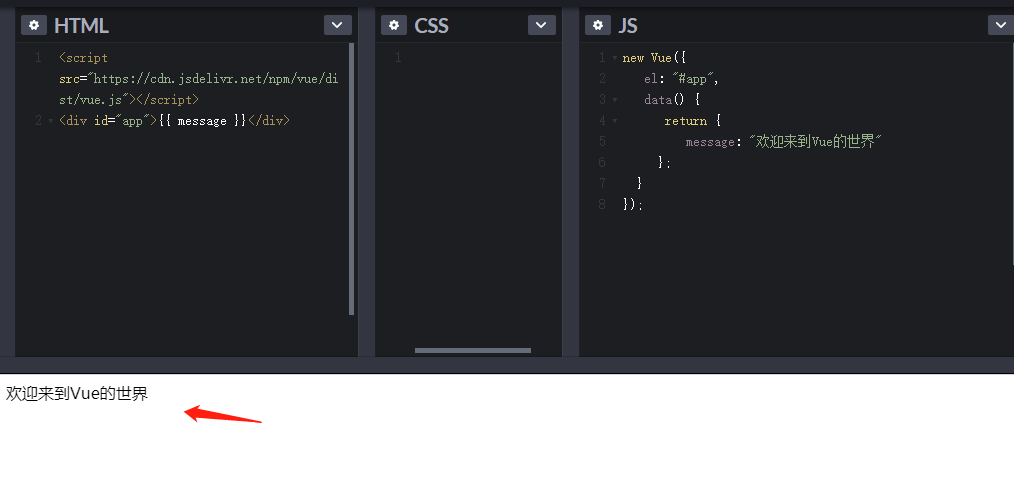 HTML
1 <script
src="https://cdn.jsdelivr.net/npm/vue/di
st/vue.js"></script>
2 <div id="app">{{ message }}</div>
CSS
1
JS
1 new Vue({
2 el: "#app",
3 data() {
4 return {
5 message: "欢迎来到Vue的世界"
6 };
7 }
8 });
欢迎来到Vue的世界